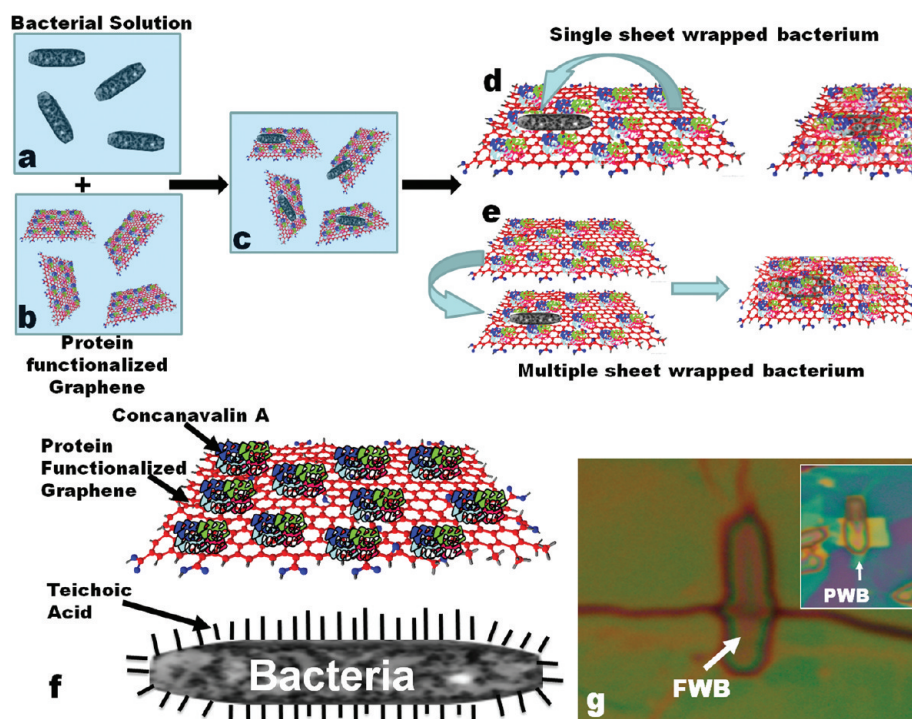 Bacterial Solution
a
+
b
Protein
functionalized
Graphene
c
Single sheet wrapped bacterium
d
e
Multiple sheet wrapped bacterium
Concanavalin A
Protein
Functionalized
Graphene
Teichoic
Acid
Bacteria
f
PWB
FWB
g